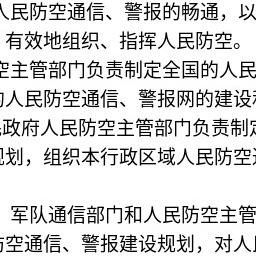 人民防空通信、警报的畅通，以
有效地组织、指挥人民防空。
空主管部门负责制定全国的人民
的人民防空通信、警报网的建设和
民政府人民防空主管部门负责制定
规划，组织本行政区域人民防空通
军队通信部门和人民防空主管
防空通信、警报建设规划，对人民